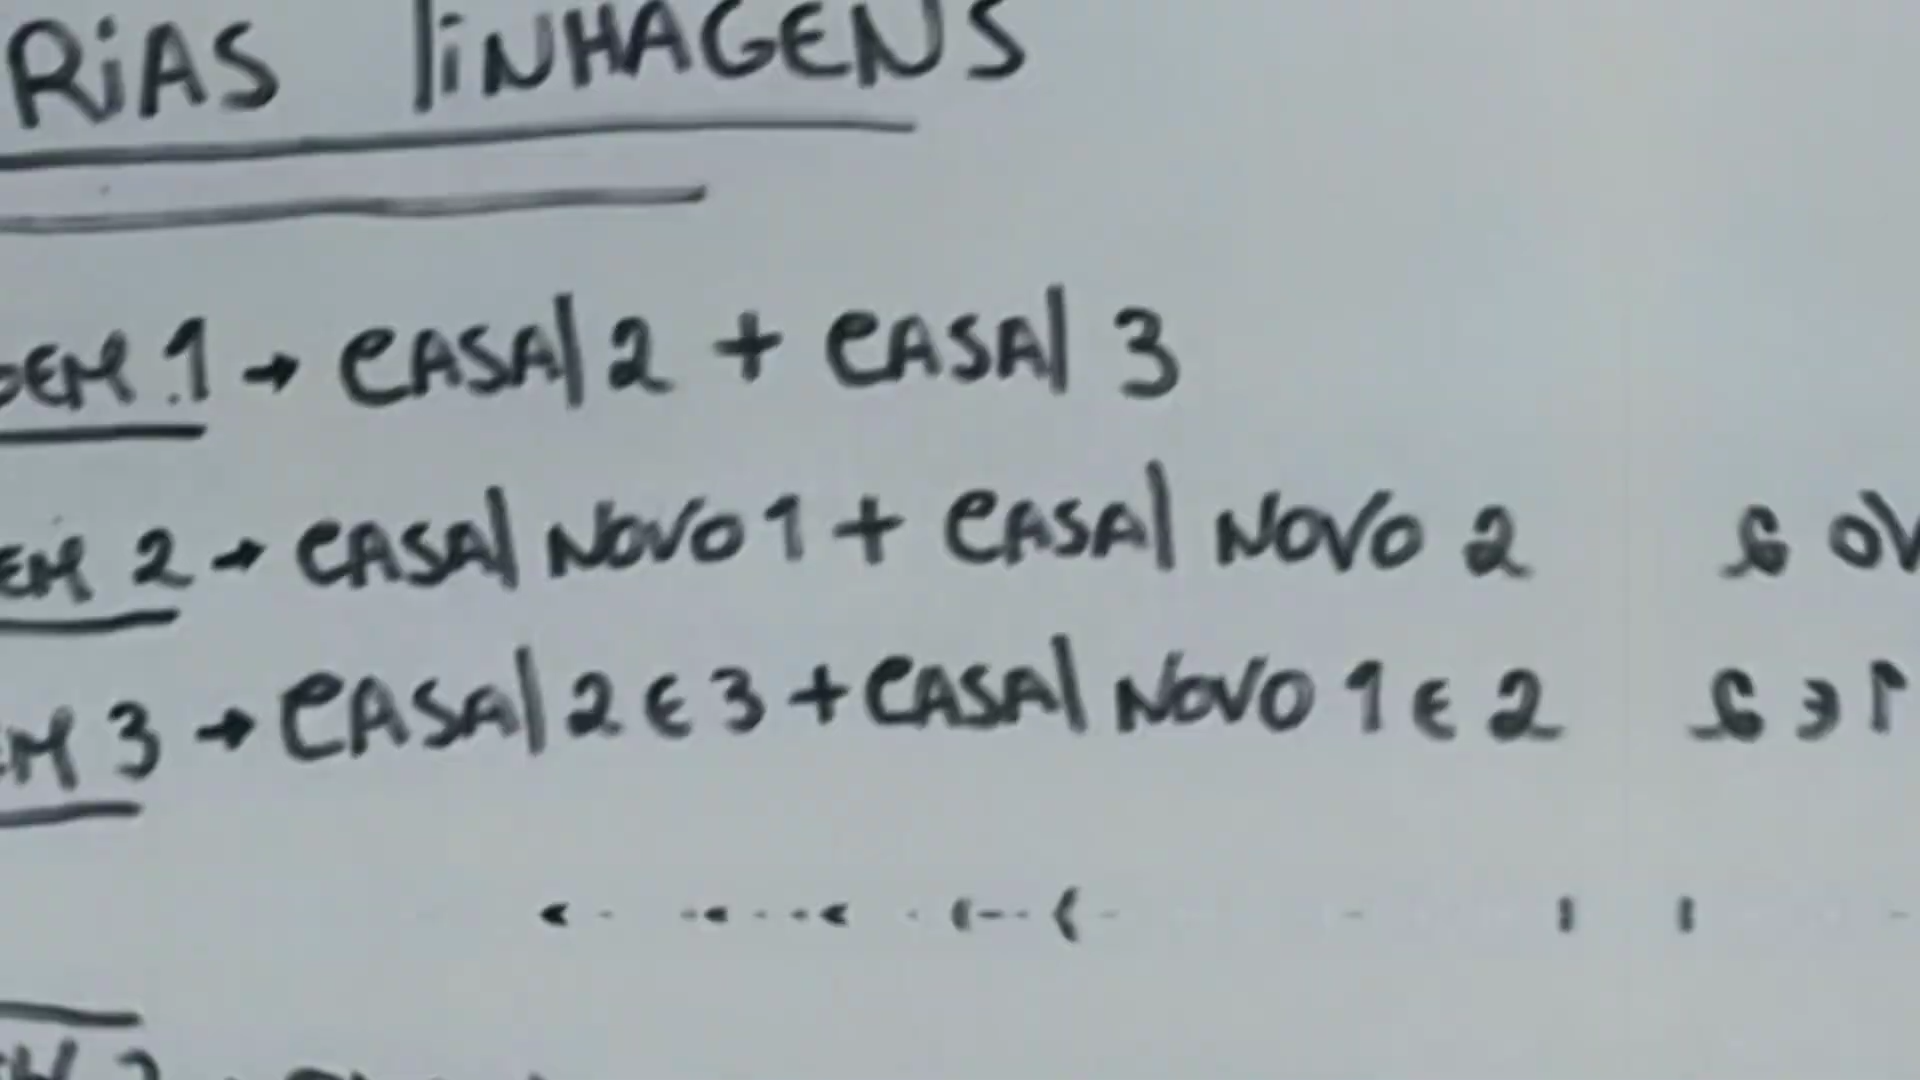 RiAS liNHAGENS
GEM 1 → CASAl 2 + CASAl 3
EM 2 → CASAl NOVO 1 + CASAl NOVO 2
EM 3 → CASAl 2 E 3 + CASAl NOVO 1 E 2